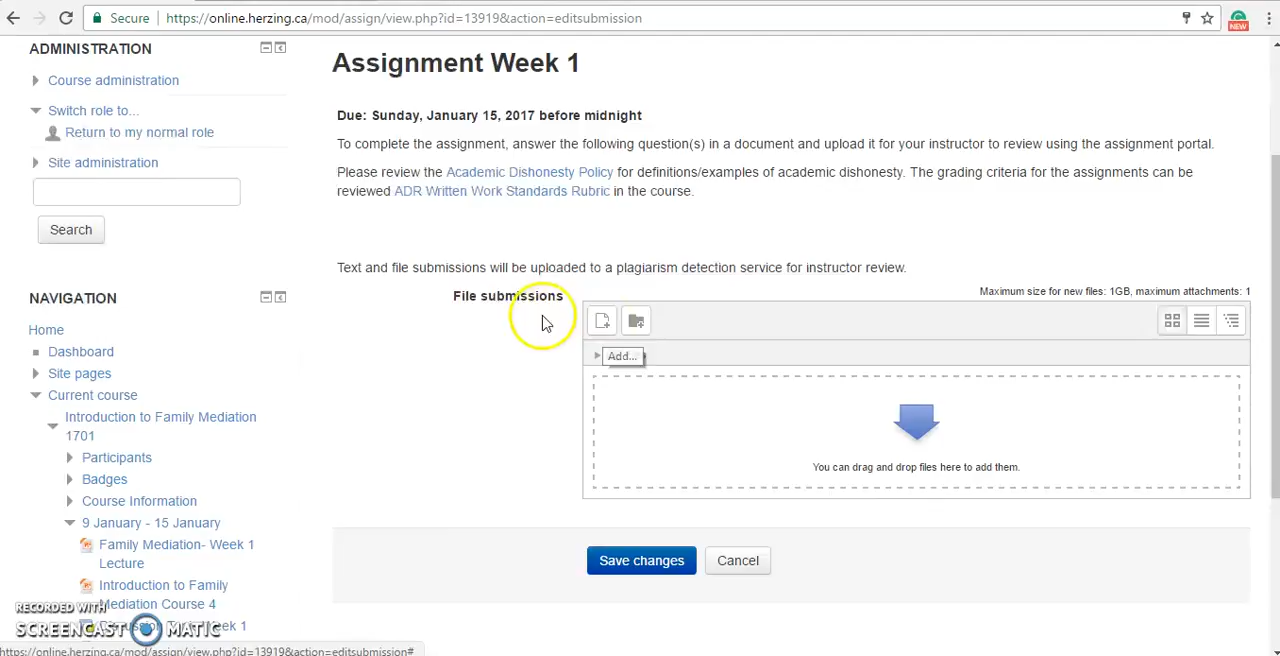 Secure
https://online.herzing.ca/mod/assign/view.php?id=13919&action=editsubmission
NEW
ADMINISTRATION
Course administration
Switch role to...
Return to my normal role
Site administration
Search
NAVIGATION
Home
Dashboard
Site pages
Current course
Introduction to Family Mediation
1701
Participants
Badges
Course Information
9 January - 15 January
Family Mediation- Week 1
Lecture
Introduction to Family
Mediation Course 4
Week 1
RECORDED WITH
SCREENCAST MATIC
https://online.herzing.ca/mod/assign/view.php?id=13919&action=editsubmission#
Assignment Week 1
Due: Sunday, January 15, 2017 before midnight
To complete the assignment, answer the following question(s) in a document and upload it for your instructor to review using the assignment portal.
Please review the Academic Dishonesty Policy for definitions/examples of academic dishonesty. The grading criteria for the assignments can be
reviewed ADR Written Work Standards Rubric in the course.
Text and file submissions will be uploaded to a plagiarism detection service for instructor review.
File submissions
Maximum size for new files: 1GB, maximum attachments: 1
Add...
You can drag and drop files here to add them.
Save changes
Cancel